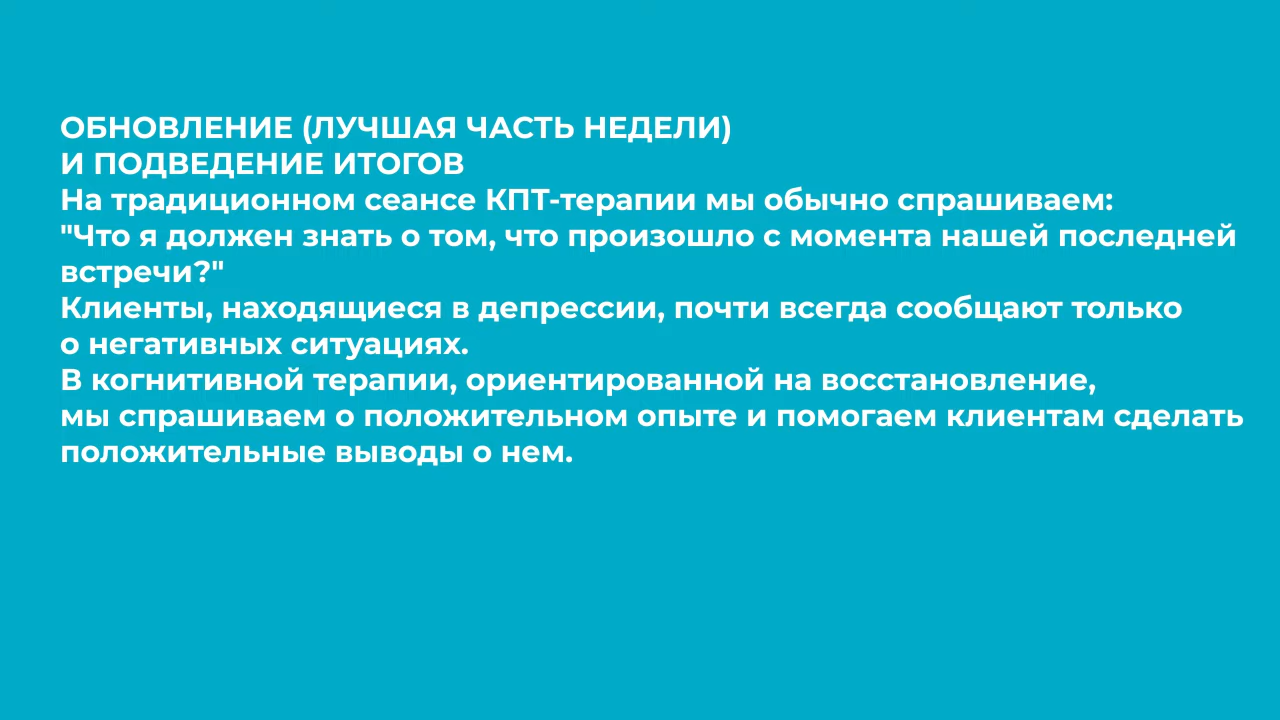 ОБНОВЛЕНИЕ (ЛУЧШАЯ ЧАСТЬ НЕДЕЛИ)
И ПОДВЕДЕНИЕ ИТОГОВ
На традиционном сеансе КПТ-терапии мы обычно спрашиваем:
"Что я должен знать о том, что произошло с момента нашей последней
встречи?"
Клиенты, находящиеся в депрессии, почти всегда сообщают только
о негативных ситуациях.
В когнитивной терапии, ориентированной на восстановление,
мы спрашиваем о положительном опыте и помогаем клиентам сделать
положительные выводы о нем.